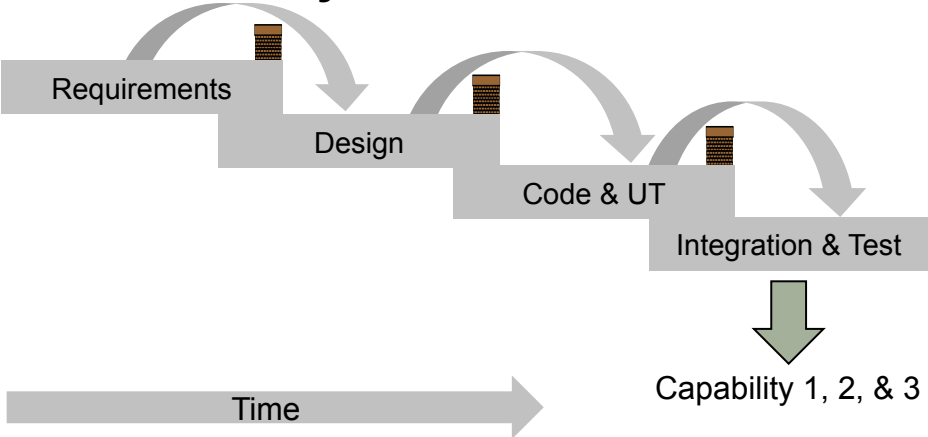 Requirements
Design
Code & UT
Integration & Test
Capability 1, 2, & 3
Time